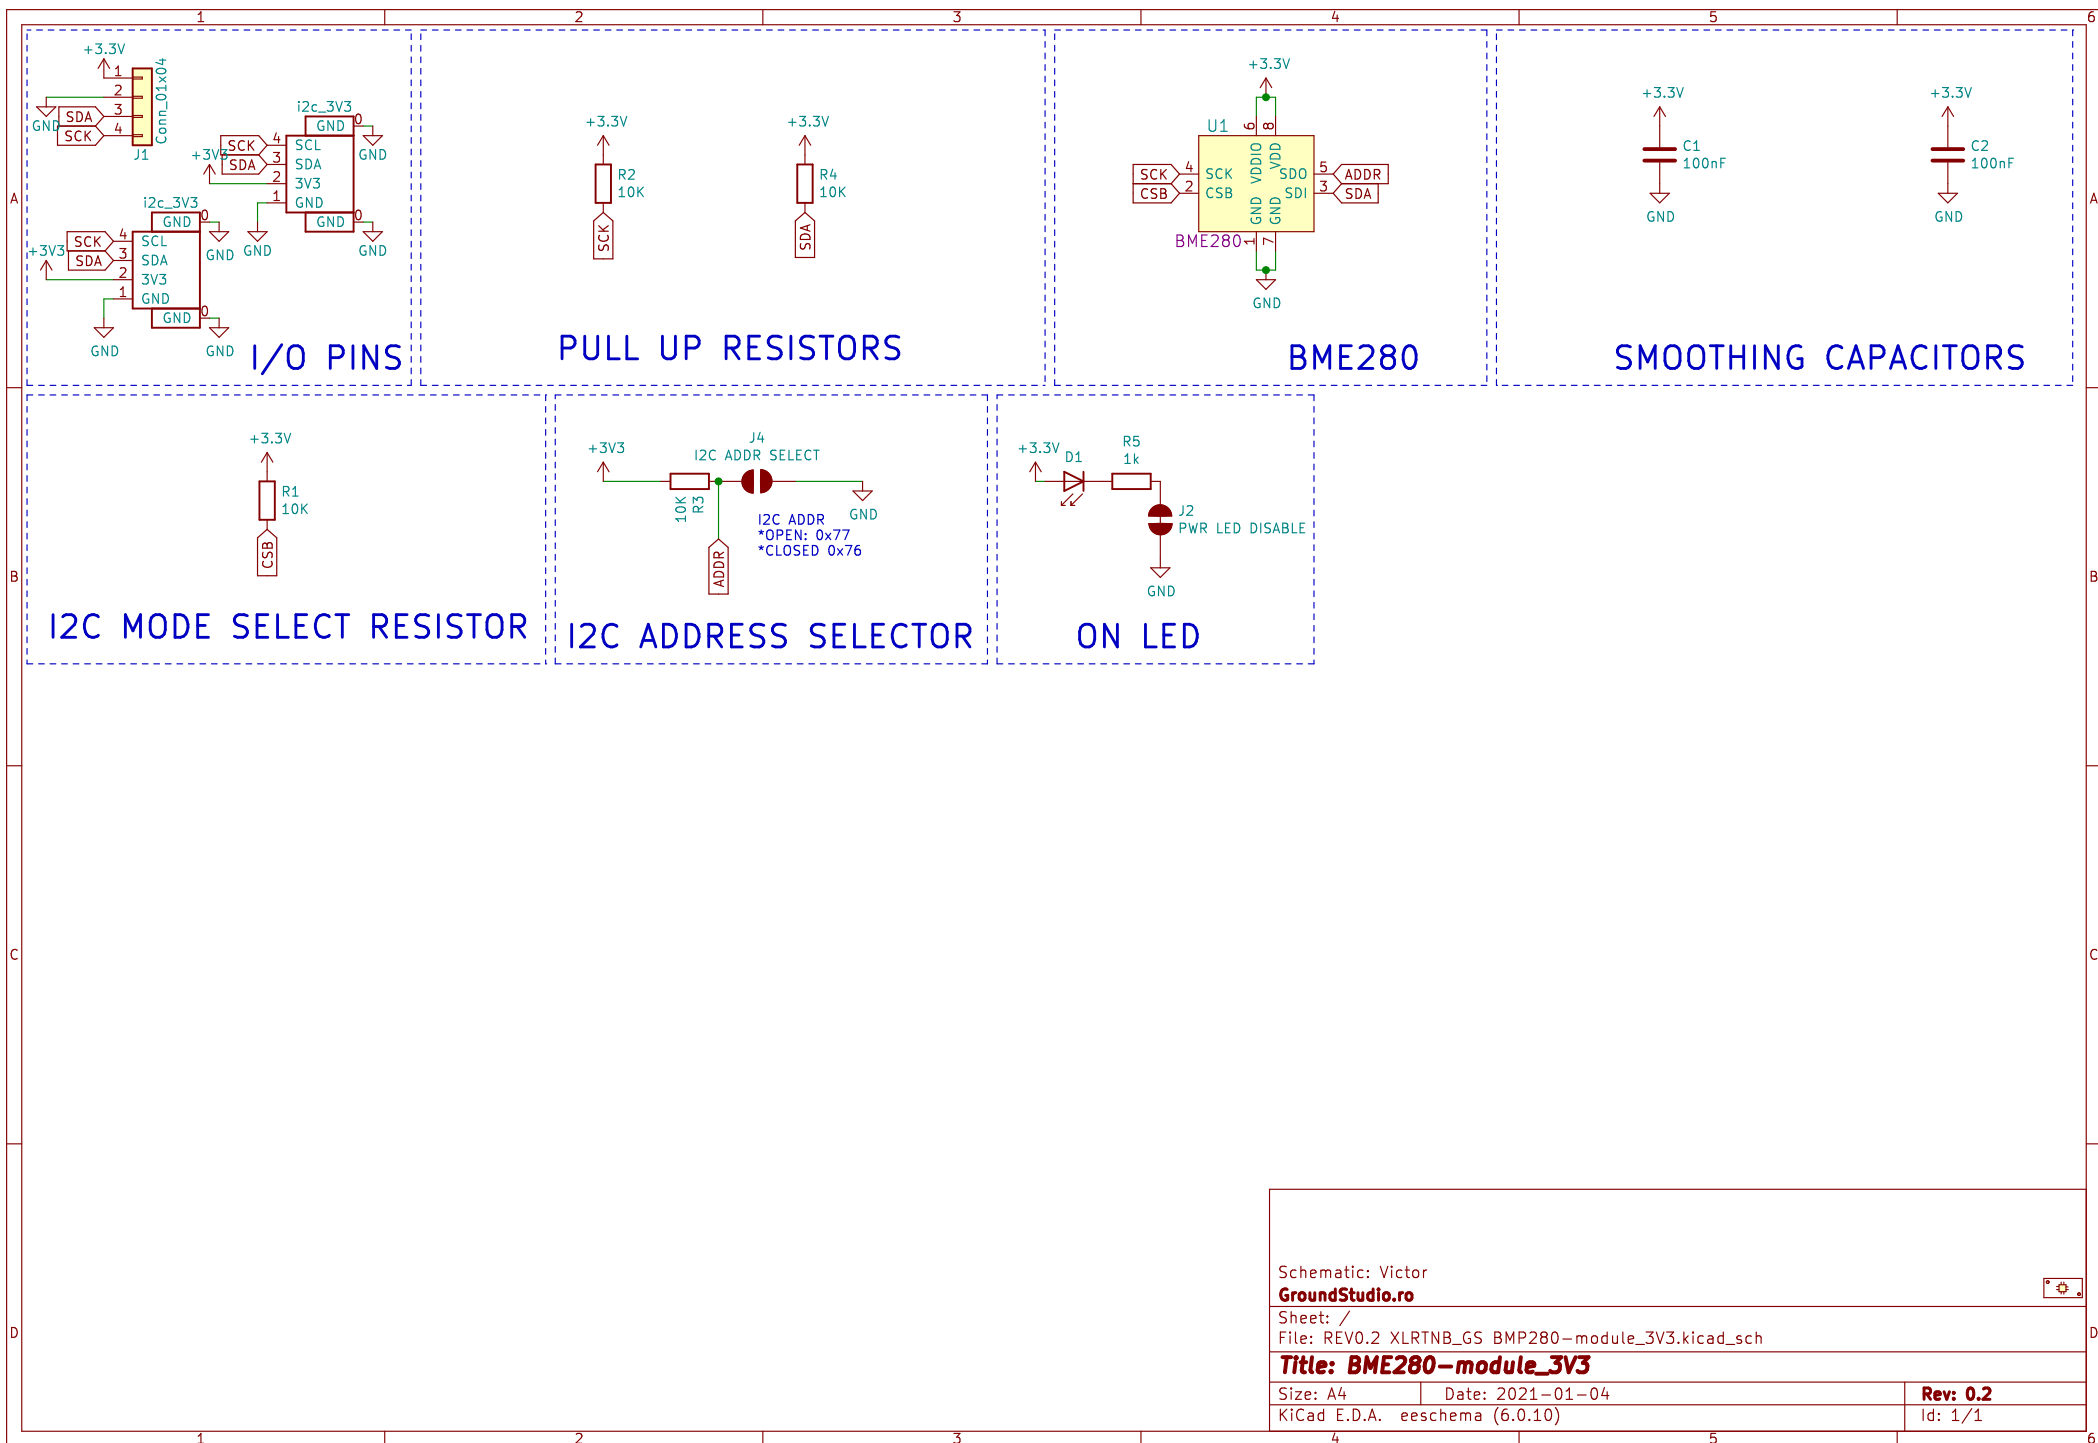 1 2 3 4 5 6
+3.3V
1
2
3
4
GND
SDA
SCK
Conn_01x04
J1
i2c_3V3
GND
0
GND
SCK
SDA
+3V3
4
3
2
1
SCL
SDA
3V3
GND
GND
0
GND
GND
i2c_3V3
GND
0
GND
SCK
SDA
+3V3
4
3
2
1
SCL
SDA
3V3
GND
GND
0
GND
GND
I/O PINS
+3.3V
R2
10K
SCK
+3.3V
R4
10K
SDA
PULL UP RESISTORS
+3.3V
U1
6
8
SCK
CSB
4
2
SCK
CSB
VDDIO
VDD
SDO
SDI
5
3
ADDR
SDA
GND
GND
BME280
1
7
GND
BME280
+3.3V
C1
100nF
GND
+3.3V
C2
100nF
GND
SMOOTHING CAPACITORS
A
A
+3.3V
R1
10K
CSB
I2C MODE SELECT RESISTOR
+3V3
J4
I2C ADDR SELECT
10K
R3
GND
I2C ADDR
*OPEN: 0x77
*CLOSED 0x76
ADDR
I2C ADDRESS SELECTOR
+3.3V
D1
R5
1k
J2
PWR LED DISABLE
GND
ON LED
B
B
C
C
D
D
Schematic: Victor
GroundStudio.ro
Sheet: /
File: REV0.2 XLRTNB_GS BMP280-module_3V3.kicad_sch
Title: BME280-module_3V3
Size: A4
Date: 2021-01-04
Rev: 0.2
KiCad E.D.A. eeschema (6.0.10)
Id: 1/1
1 2 3 4 5 6